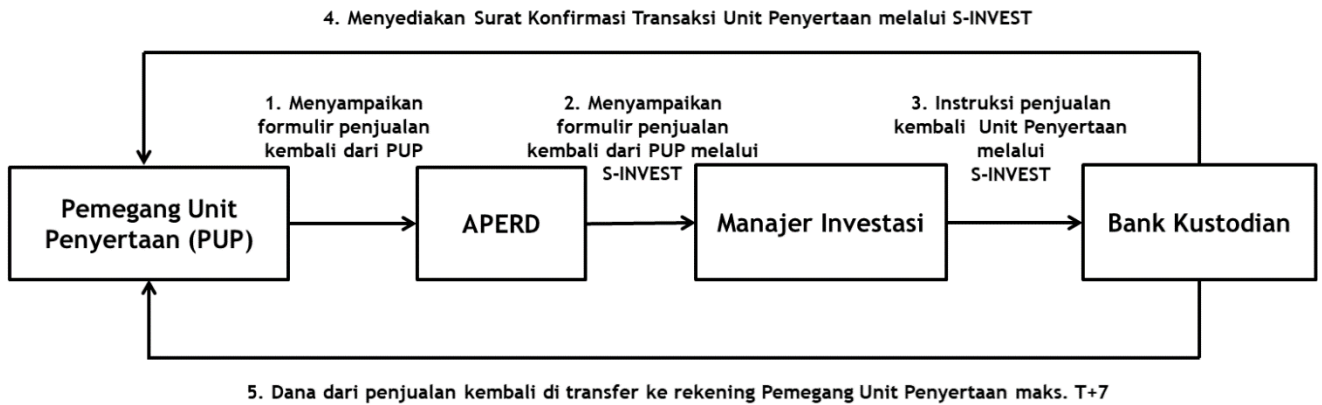 4. Menyediakan Surat Konfirmasi Transaksi Unit Penyertaan melalui S-INVEST
1. Menyampaikan
formulir penjualan
kembali dari PUP
2. Menyampaikan
formulir penjualan
kembali dari PUP melalui
S-INVEST
3. Instruksi penjualan
kembali Unit Penyertaan
melalui
S-INVEST
Pemegang Unit
Penyertaan (PUP)
APERD
Manajer Investasi
Bank Kustodian
5. Dana dari penjualan kembali di transfer ke rekening Pemegang Unit Penyertaan maks. T+7